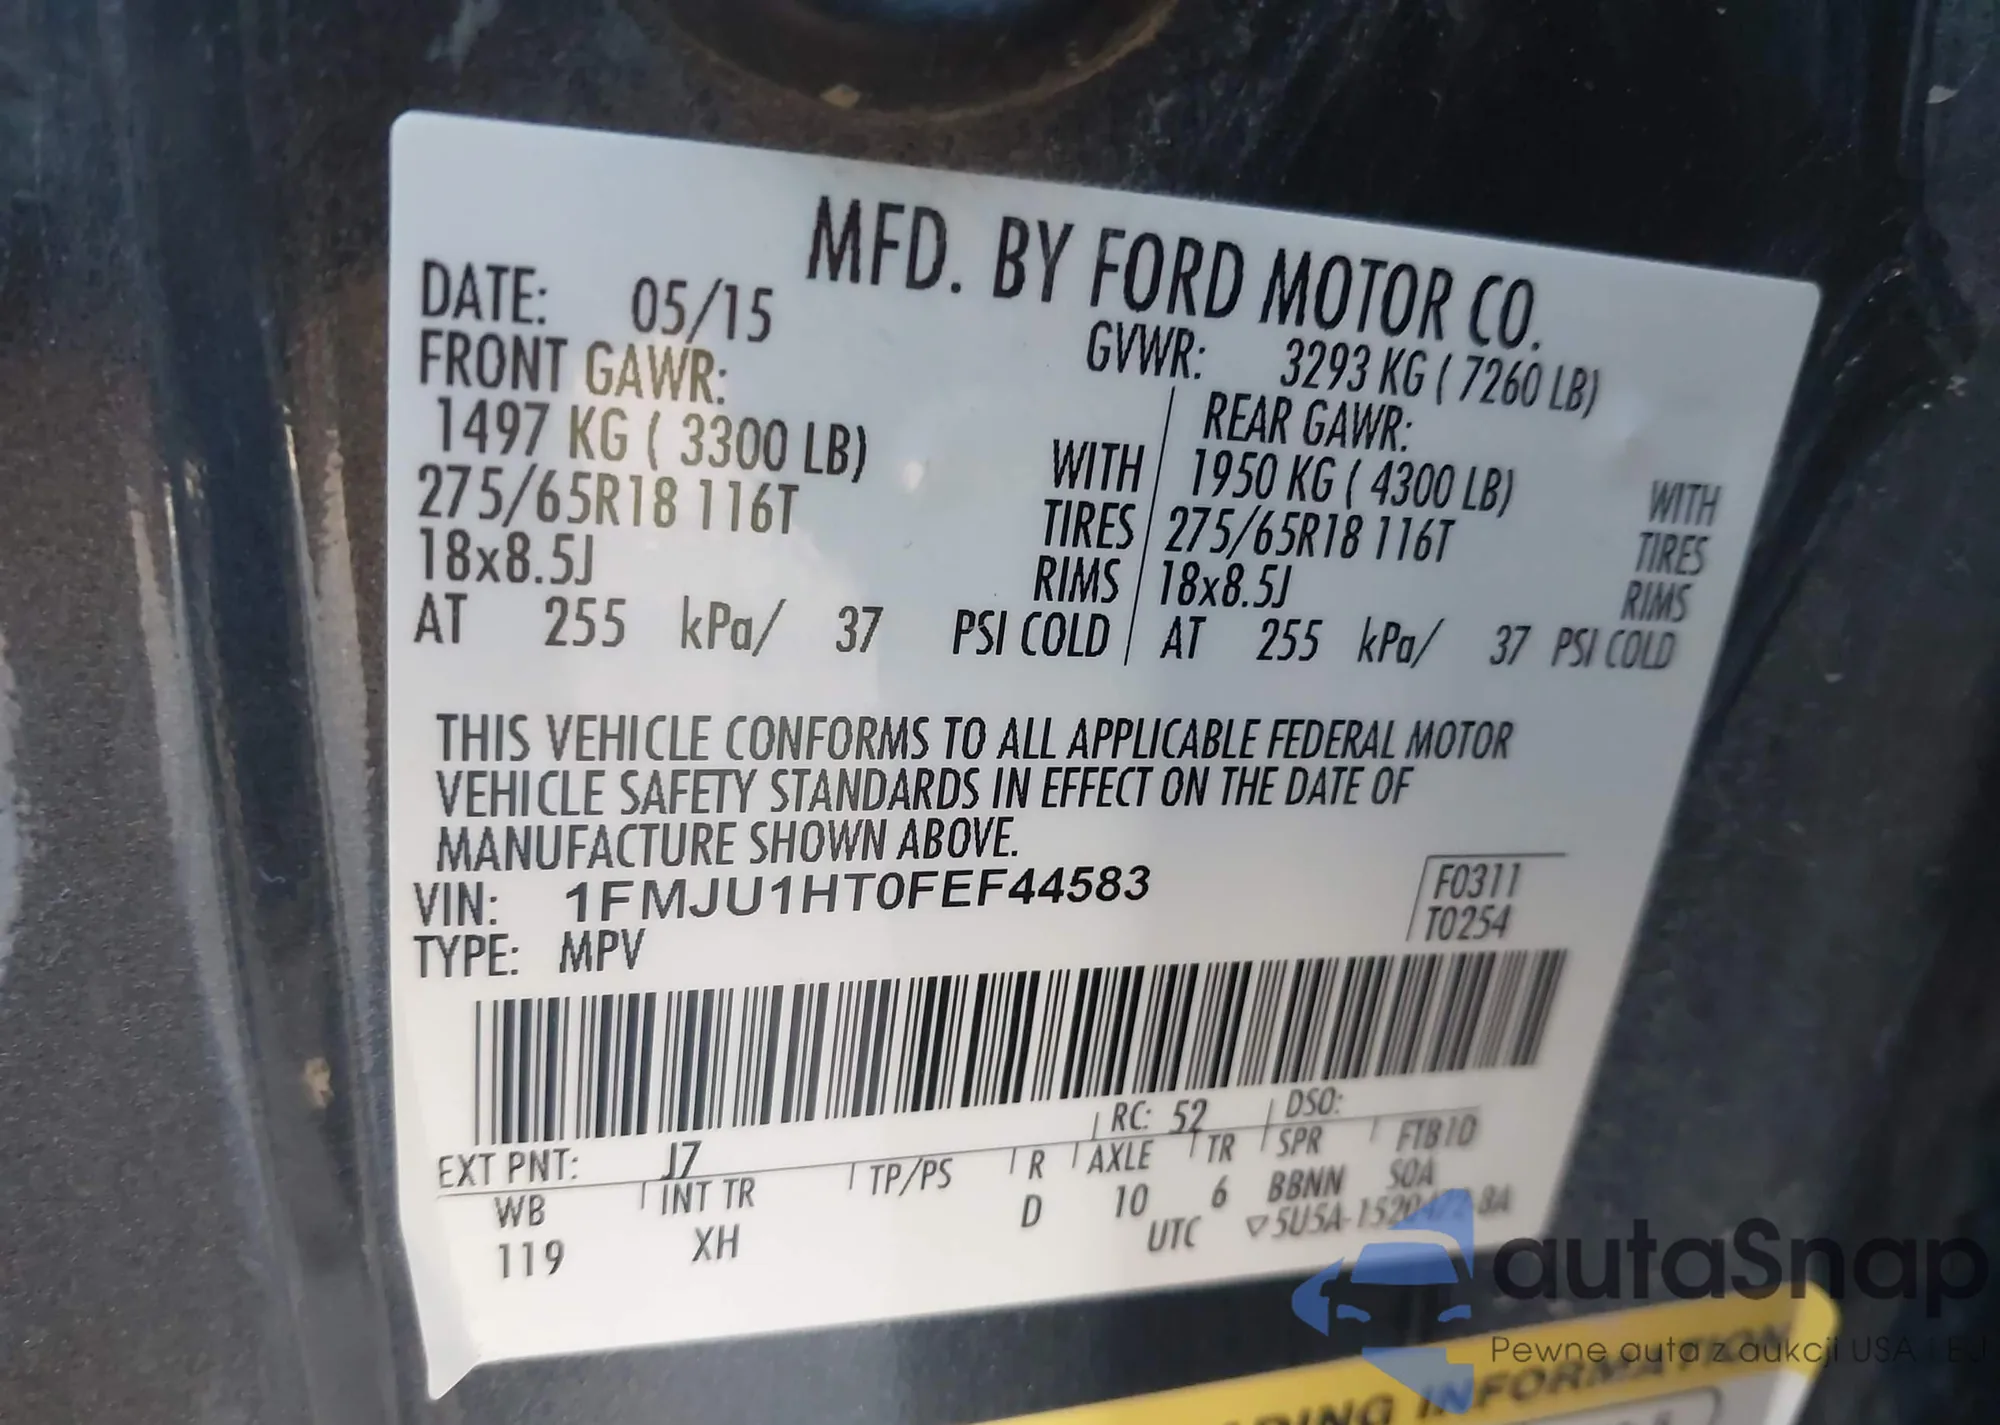 MFD. BY FORD MOTOR CO.
DATE: 05/15
GVWR: 3293 KG ( 7260 LB)
FRONT GAWR:
REAR GAWR:
1497 KG ( 3300 LB) WITH
1950 KG ( 4300 LB) WITH
275/65R18 116T TIRES
275/65R18 116T TIRES
18x8.5J RIMS
18x8.5J RIMS
AT 255 kPa/ 37 PSI COLD
AT 255 kPa/ 37 PSI COLD
THIS VEHICLE CONFORMS TO ALL APPLICABLE FEDERAL MOTOR
VEHICLE SAFETY STANDARDS IN EFFECT ON THE DATE OF
MANUFACTURE SHOWN ABOVE.
VIN: 1FMJU1HT0FEF44583
TYPE: MPV
F0311
T0254
EXT PNT: J7 RC: 52 DSO: FTB1D
WB INT TR TP/PS R AXLE TR SPR SOA
119 XH D 10 6 BBNN
UTC
autaSnap
Pewne auta z aukcji USA i EU
INFORMATION